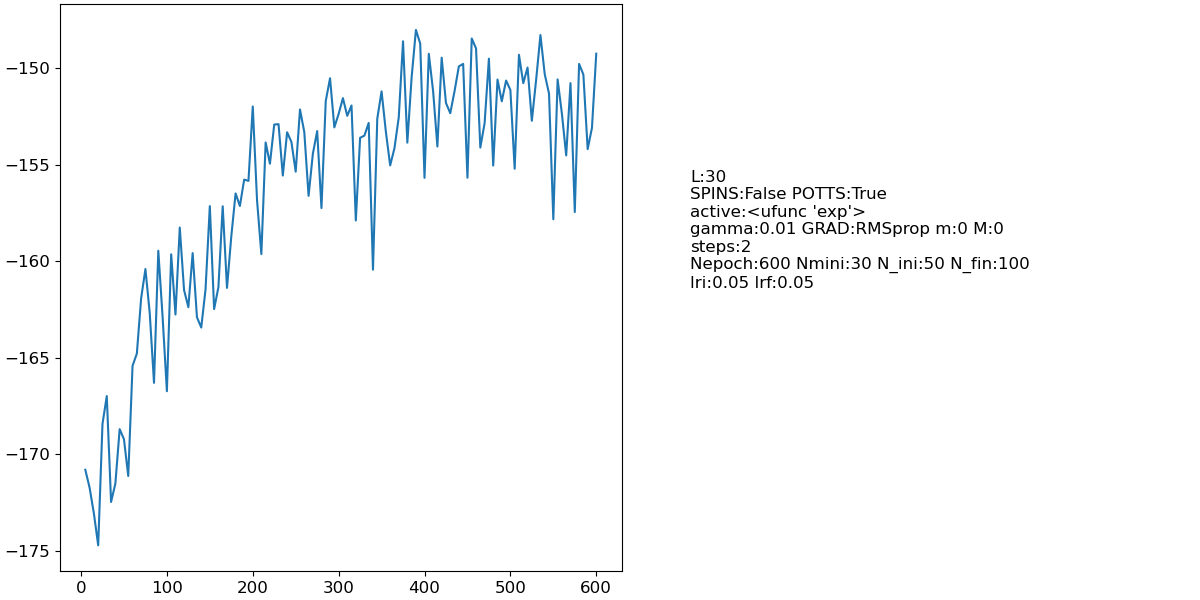 −150
−155
−160
−165
−170
−175
0 100 200 300 400 500 600
L:30
SPINS:False POTTS:True
active:<ufunc 'exp'>
gamma:0.01 GRAD:RMSprop m:0 M:0
steps:2
Nepoch:600 Nmini:30 N_ini:50 N_fin:100
lri:0.05 lrf:0.05